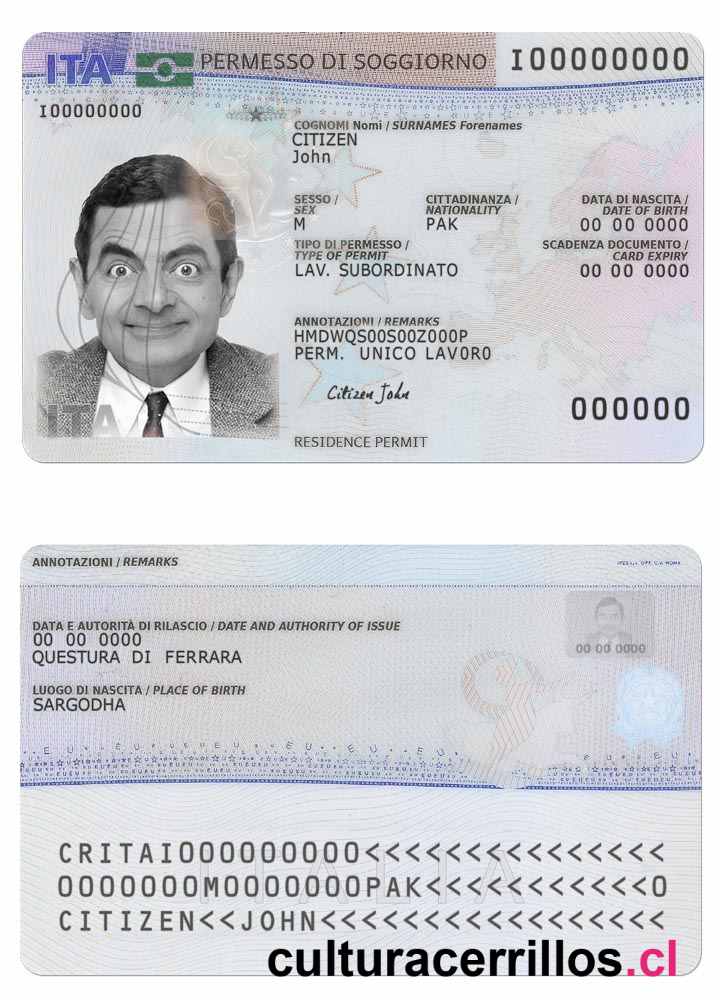 ITA PERMESSO DI SOGGIORNO I00000000
I00000000
COGNOMI Nomi / SURNAMES Forenames
CITIZEN
John
SESSO / CITTADINANZA / DATA DI NASCITA /
SEX NATIONALITY DATE OF BIRTH
M PAK 00 00 0000
TIPO DI PERMESSO / SCADENZA DOCUMENTO /
TYPE OF PERMIT CARD EXPIRY
LAV. SUBORDINATO 00 00 0000
ANNOTAZIONI / REMARKS
HMDWQS00S00Z000P
PERM. UNICO LAV0R0
Citizen John
ITA 000000
RESIDENCE PERMIT
ANNOTAZIONI / REMARKS
DATA E AUTORITÀ DI RILASCIO / DATE AND AUTHORITY OF ISSUE
00 00 0000
QUESTURA DI FERRARA
00 00 0000
LUOGO DI NASCITA / PLACE OF BIRTH
SARGODHA
CRITAI000000000<<<<<<<<<<<<<<<
ITALIA
0000000M0000000PAK<<<<<<<<<<<0
CITIZEN<<JOHN<<<<<<<<<<<<<<<<<
culturacerrillos.cl